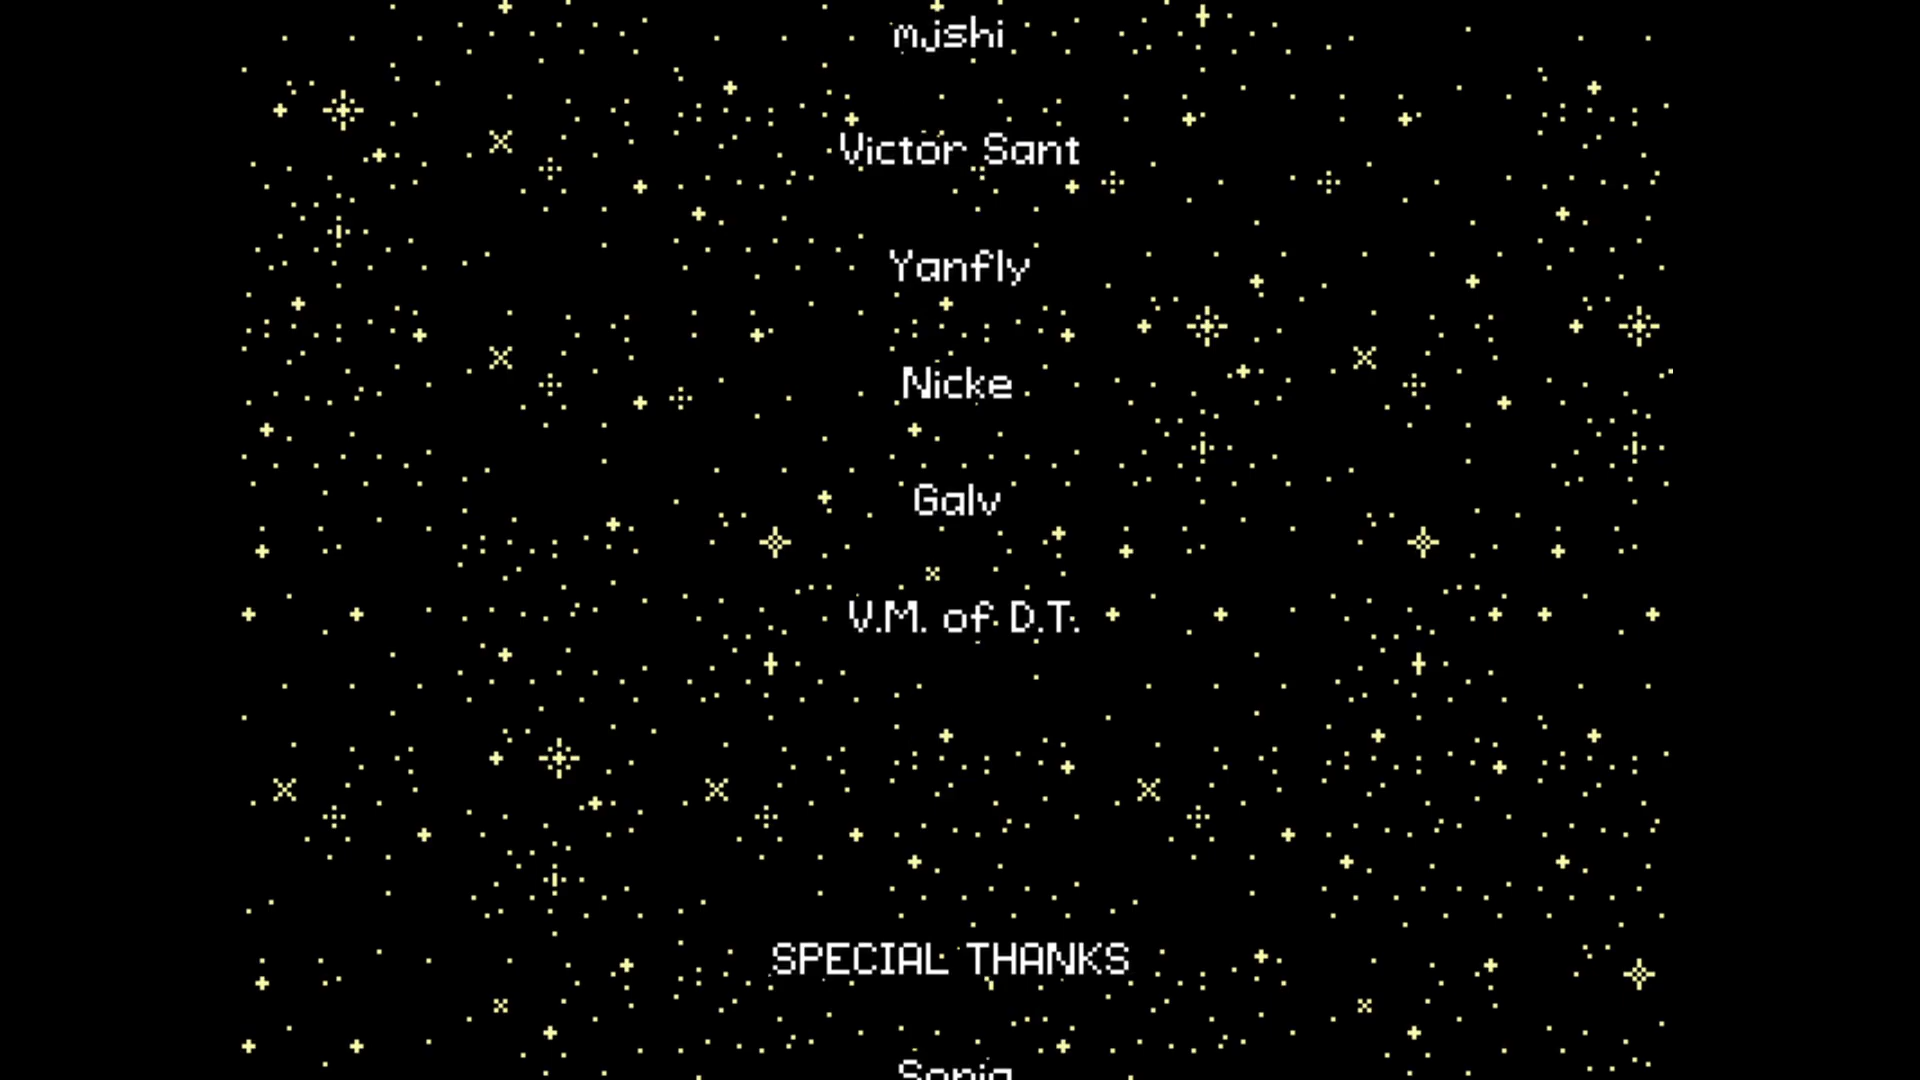 mjshi
Victor Sant
Yanfly
Nicke
Galv
V.M. of D.T.
SPECIAL THANKS